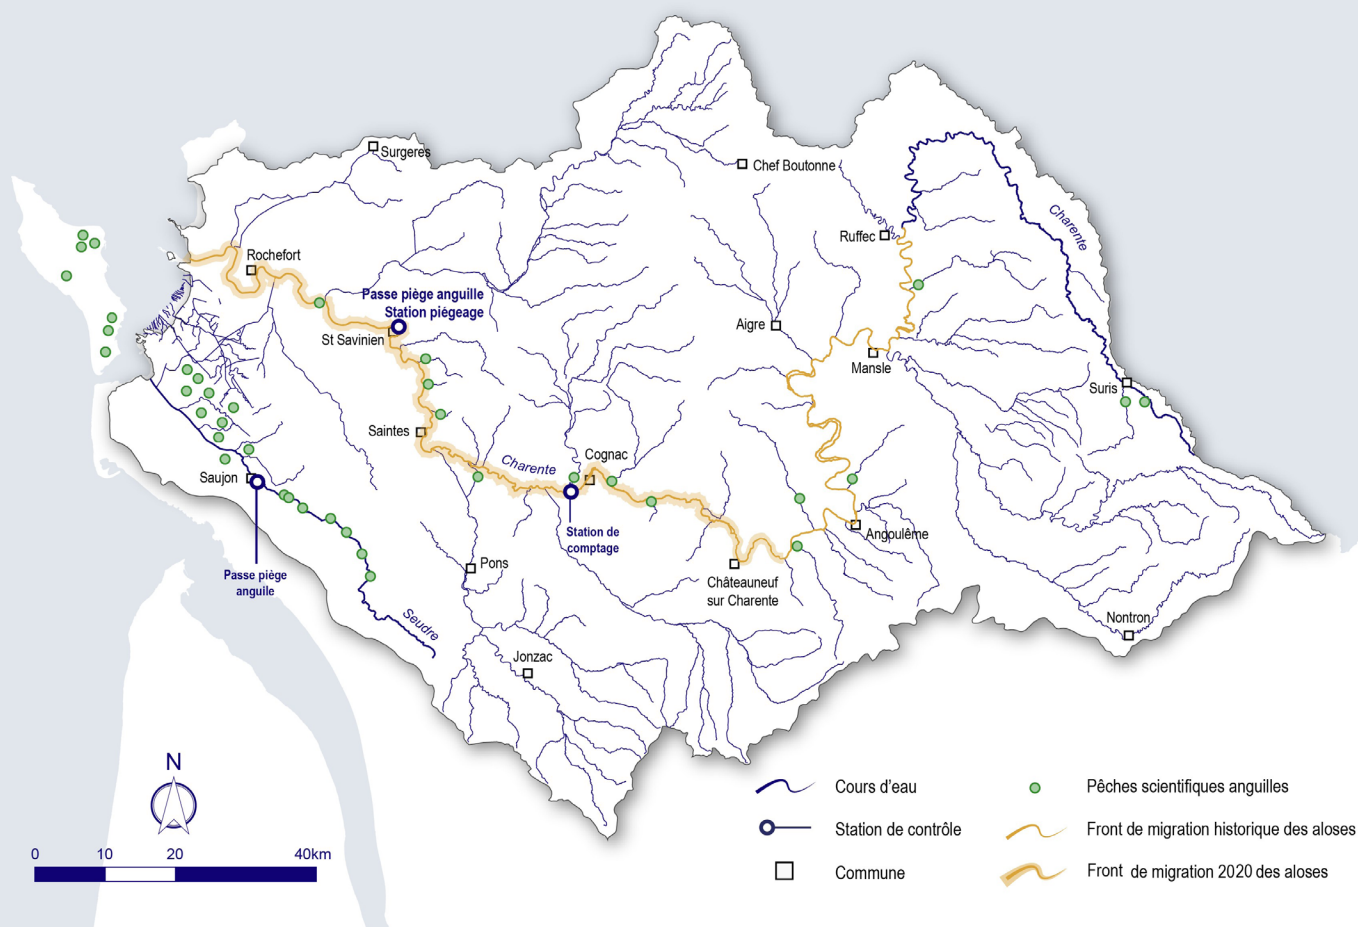 Surgeres
Chef Boutonne
Charente
Ruffec
Rochefort
Passe piège anguille
Station piégeage
St Savinien
Aigre
Mansle
Suris
Saintes
Charente
Cognac
Saujon
Station de
comptage
Angoulême
Passe piège
anguile
Pons
Châteauneuf
sur Charente
Seudre
Nontron
Jonzac
N
0 10 20 40km
Cours d'eau
Station de contrôle
Commune
Pêches scientifiques anguilles
Front de migration historique des aloses
Front de migration 2020 des aloses